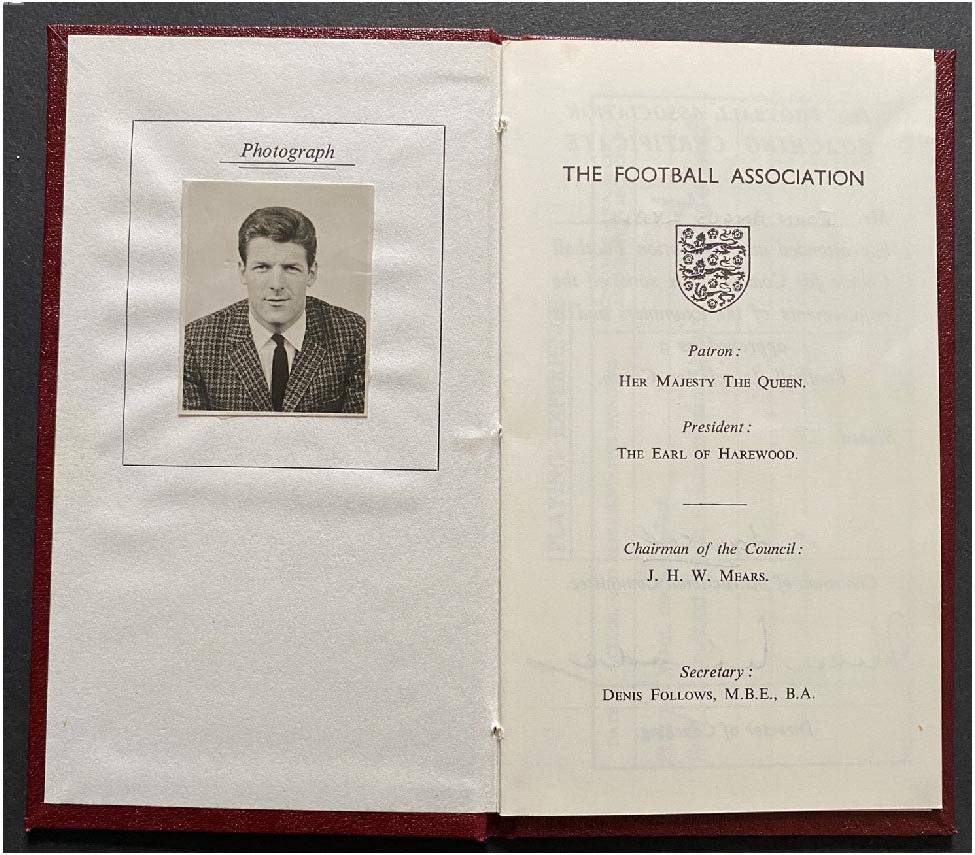 Photograph
THE FOOTBALL ASSOCIATION
Patron:
HER MAJESTY THE QUEEN.
President:
THE EARL OF HAREWOOD.
Chairman of the Council:
J. H. W. MEARS.
Secretary:
DENIS FOLLOWS, M.B.E., B.A.